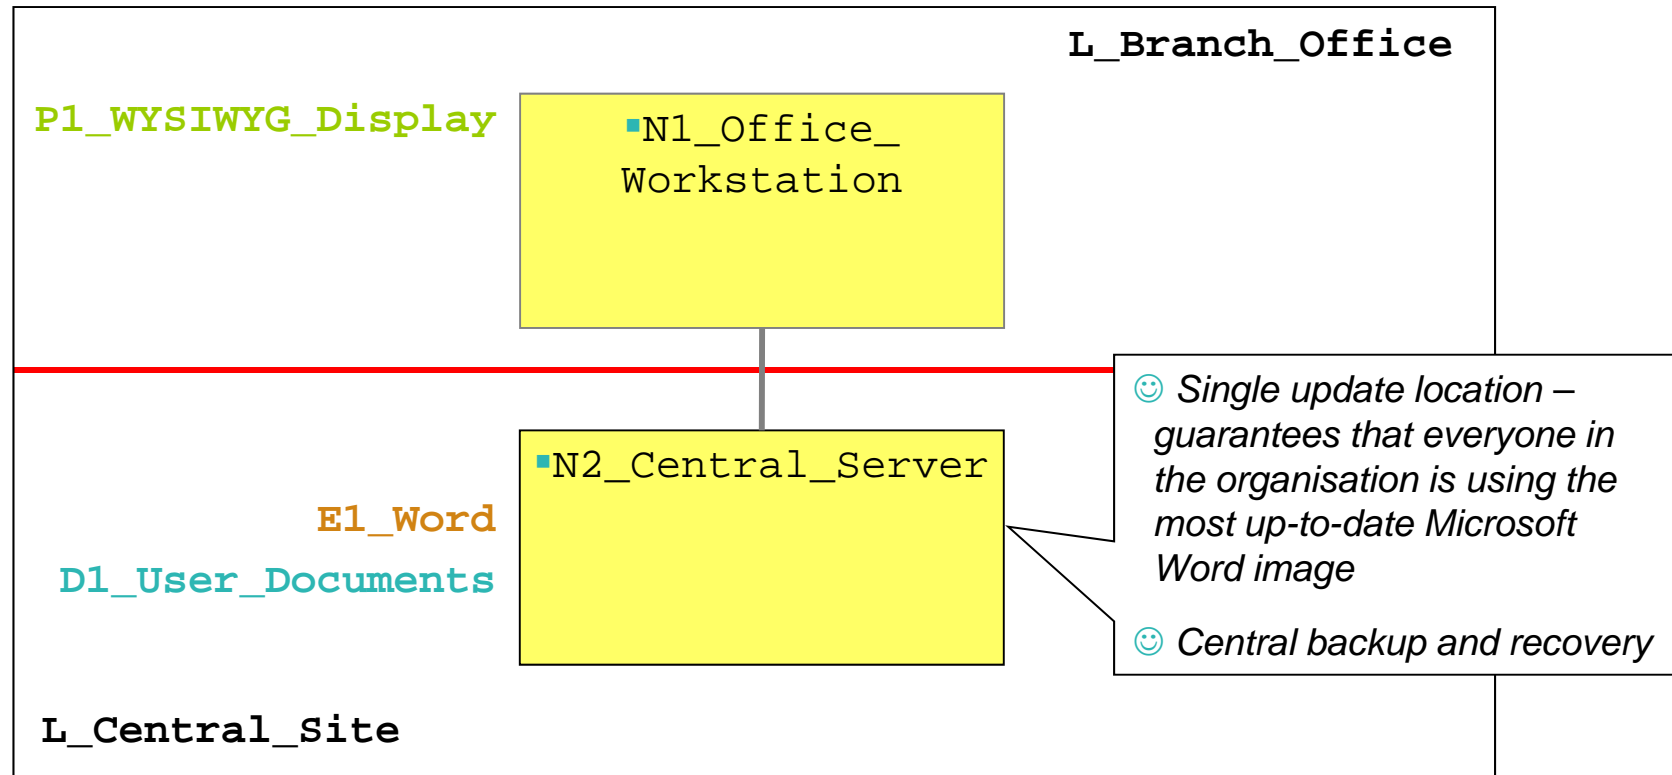 L_Branch_Office
P1_WYSIWYG_Display
▪N1_Office_
Workstation
☺ Single update location –
guarantees that everyone in
the organisation is using the
most up-to-date Microsoft
Word image
☺ Central backup and recovery
▪N2_Central_Server
E1_Word
D1_User_Documents
L_Central_Site